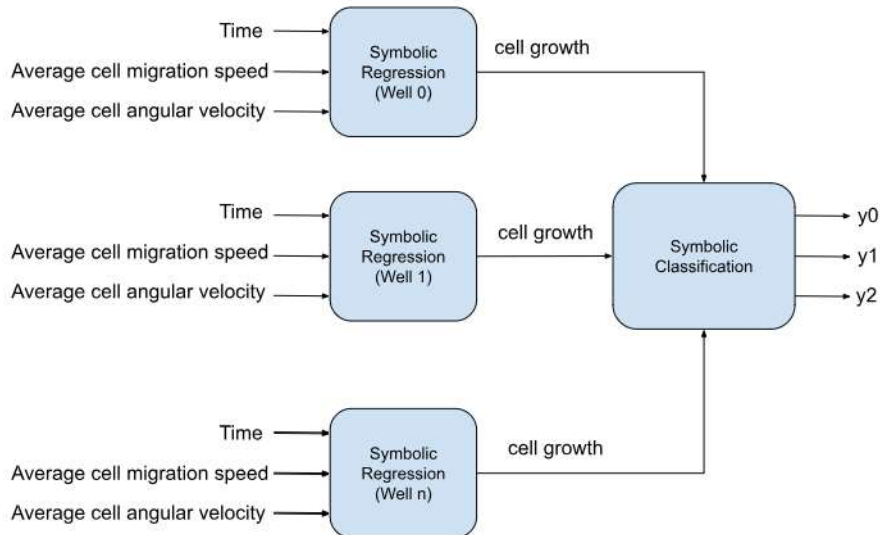 Time
Average cell migration speed
Average cell angular velocity
Symbolic
Regression
(Well 0)
cell growth
Time
Average cell migration speed
Average cell angular velocity
Symbolic
Regression
(Well 1)
cell growth
Symbolic
Classification
y0
y1
y2
Time
Average cell migration speed
Average cell angular velocity
Symbolic
Regression
(Well n)
cell growth